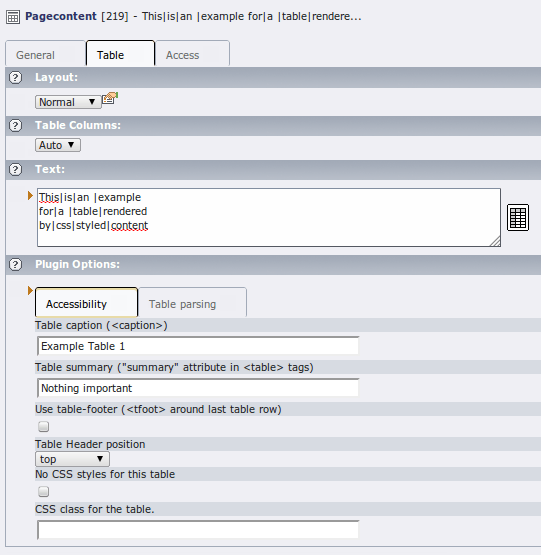 Pagecontent [219] - This|is|an |example for|a |table|rendere...
General Table Access
? Layout:
Normal
? Table Columns:
Auto
? Text:
This|is|an |example
for|a |table|rendered
by|css|styled|content
? Plugin Options:
Accessibility Table parsing
Table caption (<caption>)
Example Table 1
Table summary ("summary" attribute in <table> tags)
Nothing important
Use table-footer (<tfoot> around last table row)
Table Header position
top
No CSS styles for this table
CSS class for the table.